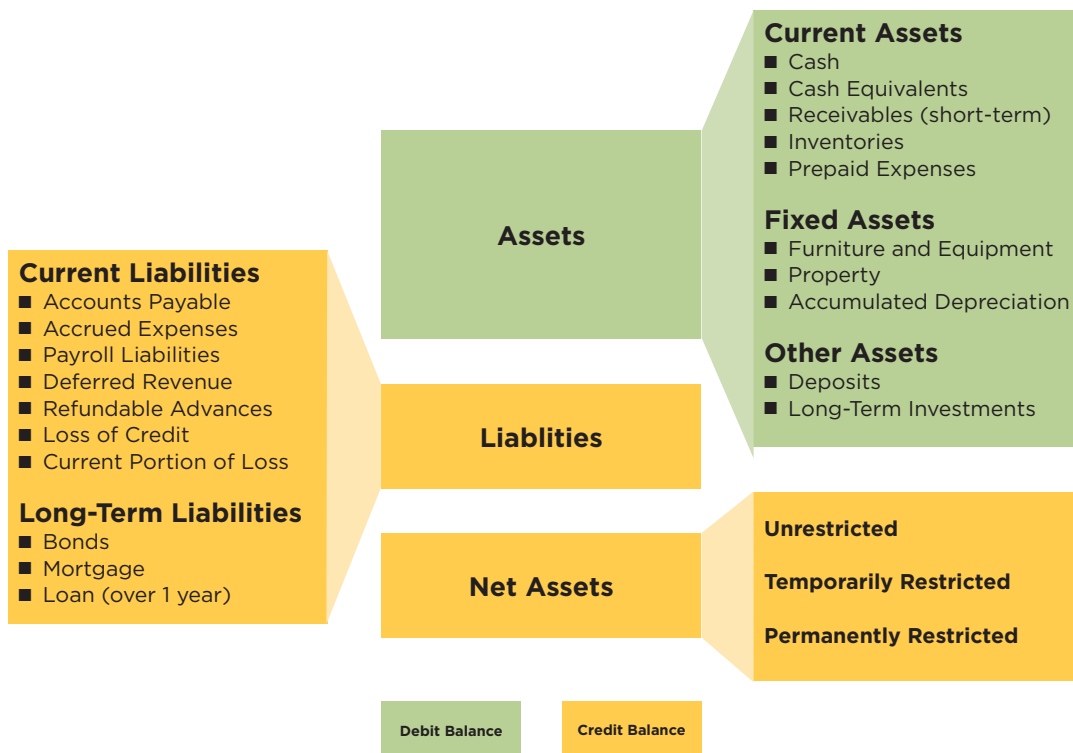 Current Assets
■ Cash
■ Cash Equivalents
■ Receivables (short-term)
■ Inventories
■ Prepaid Expenses
Fixed Assets
■ Furniture and Equipment
■ Property
■ Accumulated Depreciation
Other Assets
■ Deposits
■ Long-Term Investments
Assets
Current Liabilities
■ Accounts Payable
■ Accrued Expenses
■ Payroll Liabilities
■ Deferred Revenue
■ Refundable Advances
■ Loss of Credit
■ Current Portion of Loss
Long-Term Liabilities
■ Bonds
■ Mortgage
■ Loan (over 1 year)
Liablities
Net Assets
Unrestricted
Temporarily Restricted
Permanently Restricted
Debit Balance
Credit Balance